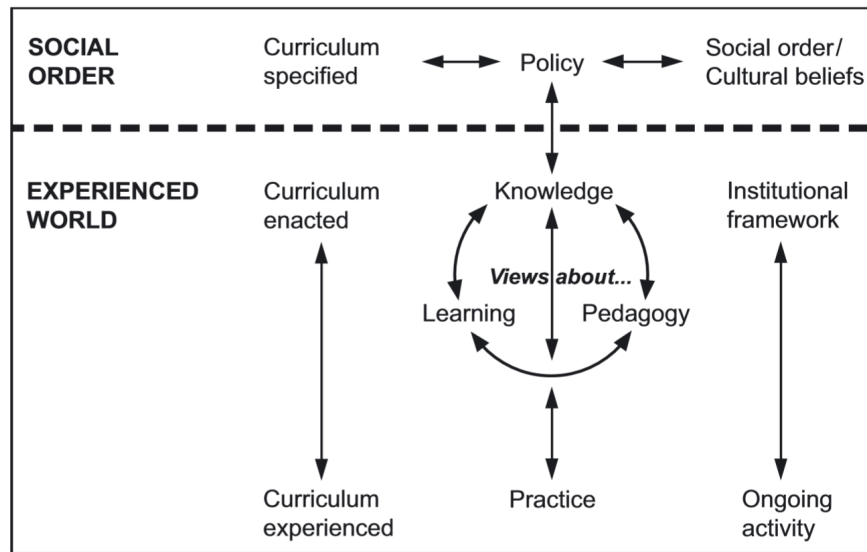 SOCIAL
ORDER
Curriculum
specified
Policy
Social order/
Cultural beliefs
EXPERIENCED
WORLD
Curriculum
enacted
Knowledge
Institutional
framework
Views about...
Learning
Pedagogy
Curriculum
experienced
Practice
Ongoing
activity